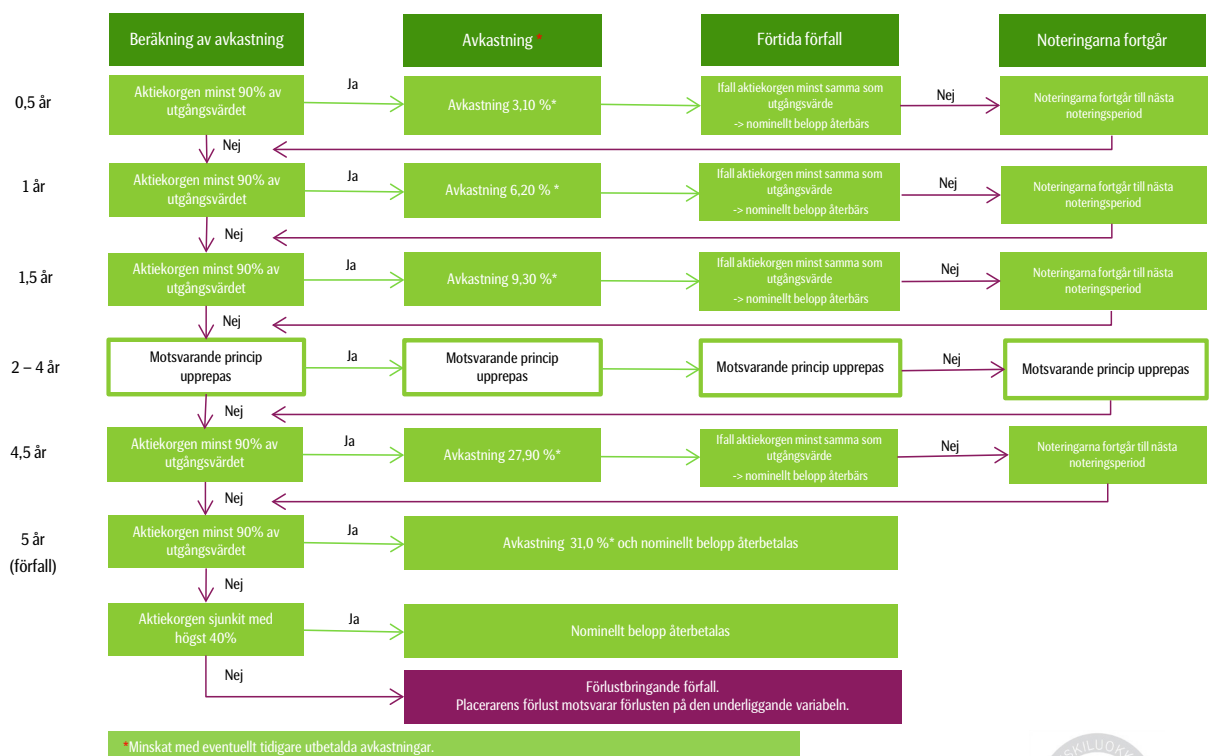 Beräkning av avkastning
Avkastning *
Förtida förfall
Noteringarna fortgår
0,5 år
Aktiekorgen minst 90% av
utgångsvärdet
Ja
Avkastning 3,10 %*
Ifall aktiekorgen minst samma som
utgångsvärde
-> nominellt belopp återbärs
Nej
Noteringarna fortgår till nästa
noteringsperiod
Nej
1 år
Aktiekorgen minst 90% av
utgångsvärdet
Ja
Avkastning 6,20 % *
Ifall aktiekorgen minst samma som
utgångsvärde
-> nominellt belopp återbärs
Nej
Noteringarna fortgår till nästa
noteringsperiod
Nej
1,5 år
Aktiekorgen minst 90% av
utgångsvärdet
Ja
Avkastning 9,30 %*
Ifall aktiekorgen minst samma som
utgångsvärde
-> nominellt belopp återbärs
Nej
Noteringarna fortgår till nästa
noteringsperiod
Nej
2 – 4 år
Motsvarande princip
upprepas
Ja
Motsvarande princip
upprepas
Motsvarande princip upprepas
Nej
Motsvarande princip upprepas
Nej
4,5 år
Aktiekorgen minst 90% av
utgångsvärdet
Ja
Avkastning 27,90 %*
Ifall aktiekorgen minst samma som
utgångsvärde
-> nominellt belopp återbärs
Nej
Noteringarna fortgår till nästa
noteringsperiod
Nej
5 år
(förfall)
Aktiekorgen minst 90% av
utgångsvärdet
Ja
Avkastning 31,0 %* och nominellt belopp återbetalas
Nej
Aktiekorgen sjunkit med
högst 40%
Ja
Nominellt belopp återbetalas
Nej
Förlustbringande förfall.
Placerarens förlust motsvarar förlusten på den underliggande variabeln.
*Minskat med eventuellt tidigare utbetalda avkastningar.